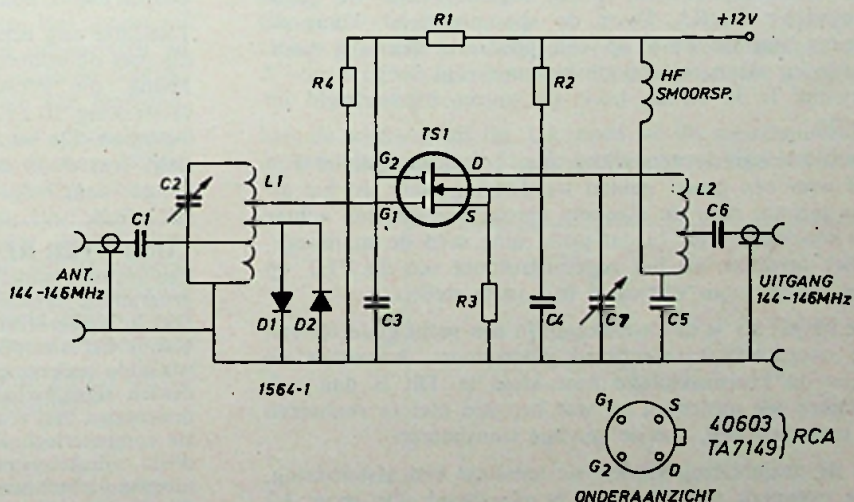 R1
+12V
R4
R2
HF
SMOORSP.
TS1
G2
D
C2
L1
G1
S
L2
C6
C1
ANT.
144-146MHz
UITGANG
144-146MHz
D1
D2
C3
R3
C4
C7
C5
1564-1
G1
S
40603
TA7149
RCA
G2
D
ONDERAANZICHT